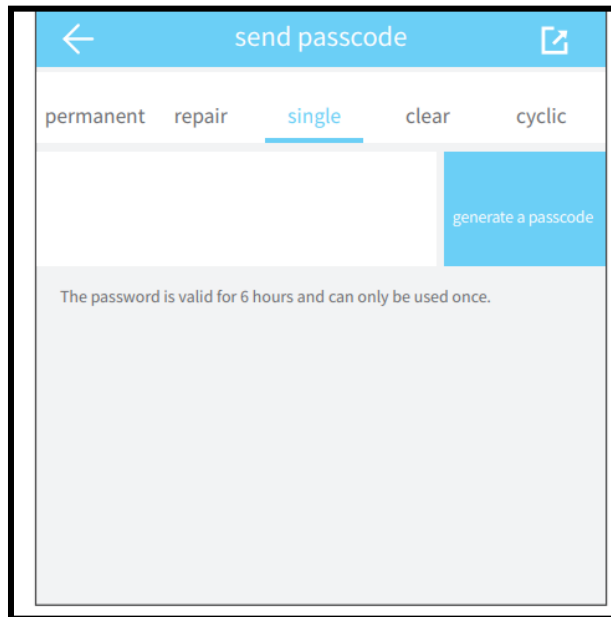 send passcode
permanent repair single clear cyclic
generate a passcode
The password is valid for 6 hours and can only be used once.